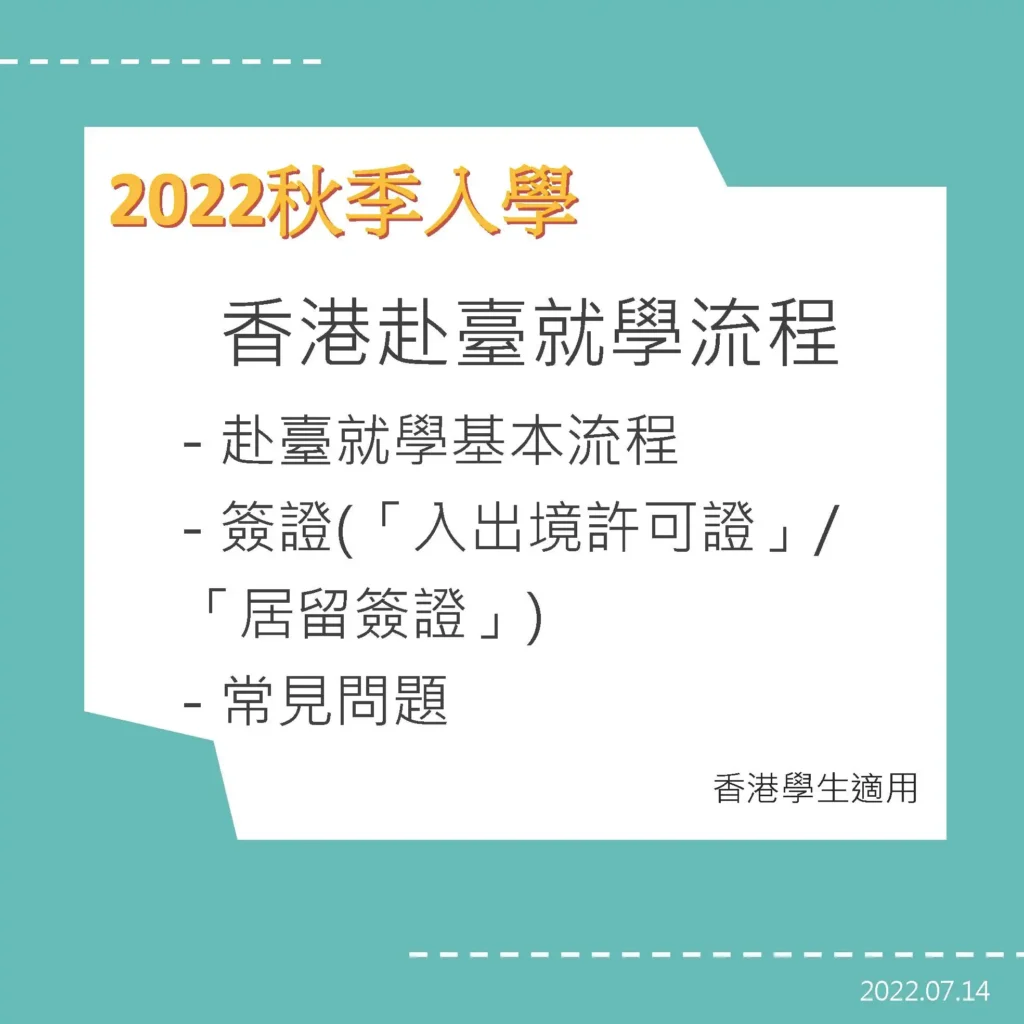 2022秋季入學
香港赴臺就學流程
- 赴臺就學基本流程
- 簽證(「入出境許可證」/
「居留簽證」)
- 常見問題
香港學生適用
2022.07.14